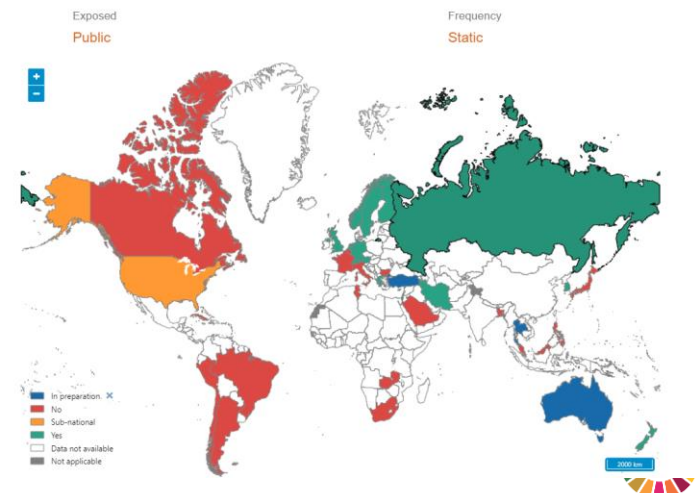 Exposed
Public
Frequency
Static
+
−
In preparation ×
No
Sub-national
Yes
Data not available
Not applicable
2000 km